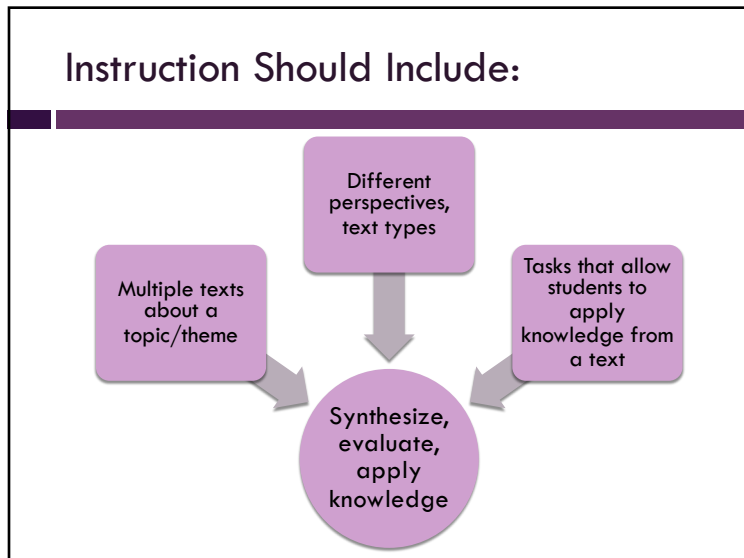 Instruction Should Include:
Different
perspectives,
text types
Multiple texts
about a
topic/theme
Tasks that allow
students to
apply
knowledge from
a text
Synthesize,
evaluate,
apply
knowledge